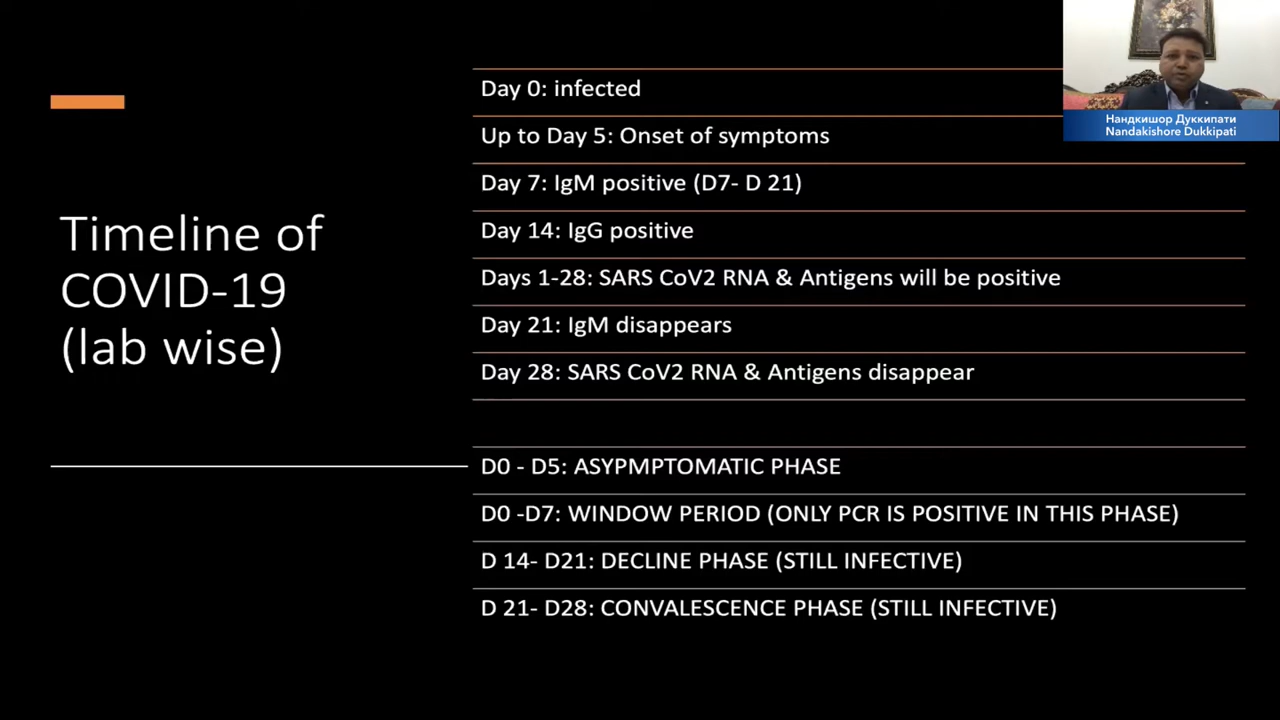 Timeline of
COVID-19
(lab wise)
Day 0: infected
Up to Day 5: Onset of symptoms
Day 7: IgM positive (D7- D 21)
Day 14: IgG positive
Days 1-28: SARS CoV2 RNA & Antigens will be positive
Day 21: IgM disappears
Day 28: SARS CoV2 RNA & Antigens disappear
D0 - D5: ASYPMPTOMATIC PHASE
D0 -D7: WINDOW PERIOD (ONLY PCR IS POSITIVE IN THIS PHASE)
D 14- D21: DECLINE PHASE (STILL INFECTIVE)
D 21- D28: CONVALESCENCE PHASE (STILL INFECTIVE)
Нандкишор Дуккипати
Nandakishore Dukkipati